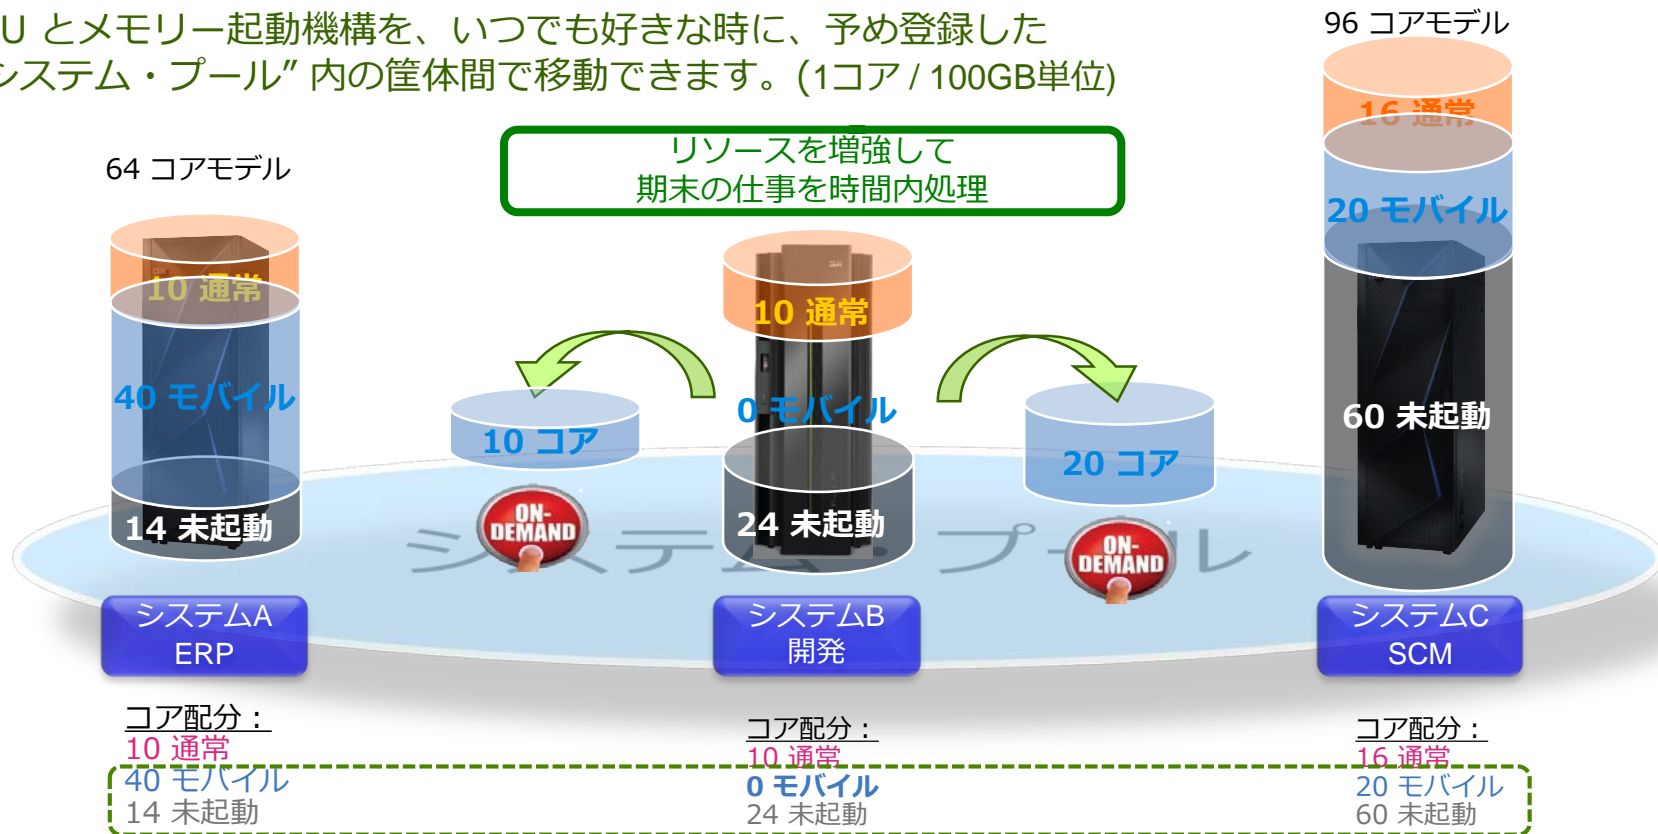 U とメモリー起動機構を、いつでも好きな時に、予め登録した
システム・プール” 内の筐体間で移動できます。(1コア / 100GB単位)
96 コアモデル
64 コアモデル
リソースを増強して
期末の仕事を時間内処理
16 通常
20 モバイル
60 未起動
10 通常
40 モバイル
14 未起動
10 通常
0 モバイル
24 未起動
10 コア
20 コア
ON-
DEMAND
ON-
DEMAND
システム・プール
システムA
ERP
システムB
開発
システムC
SCM
コア配分：
10 通常
40 モバイル
14 未起動
コア配分：
10 通常
0 モバイル
24 未起動
コア配分：
16 通常
20 モバイル
60 未起動